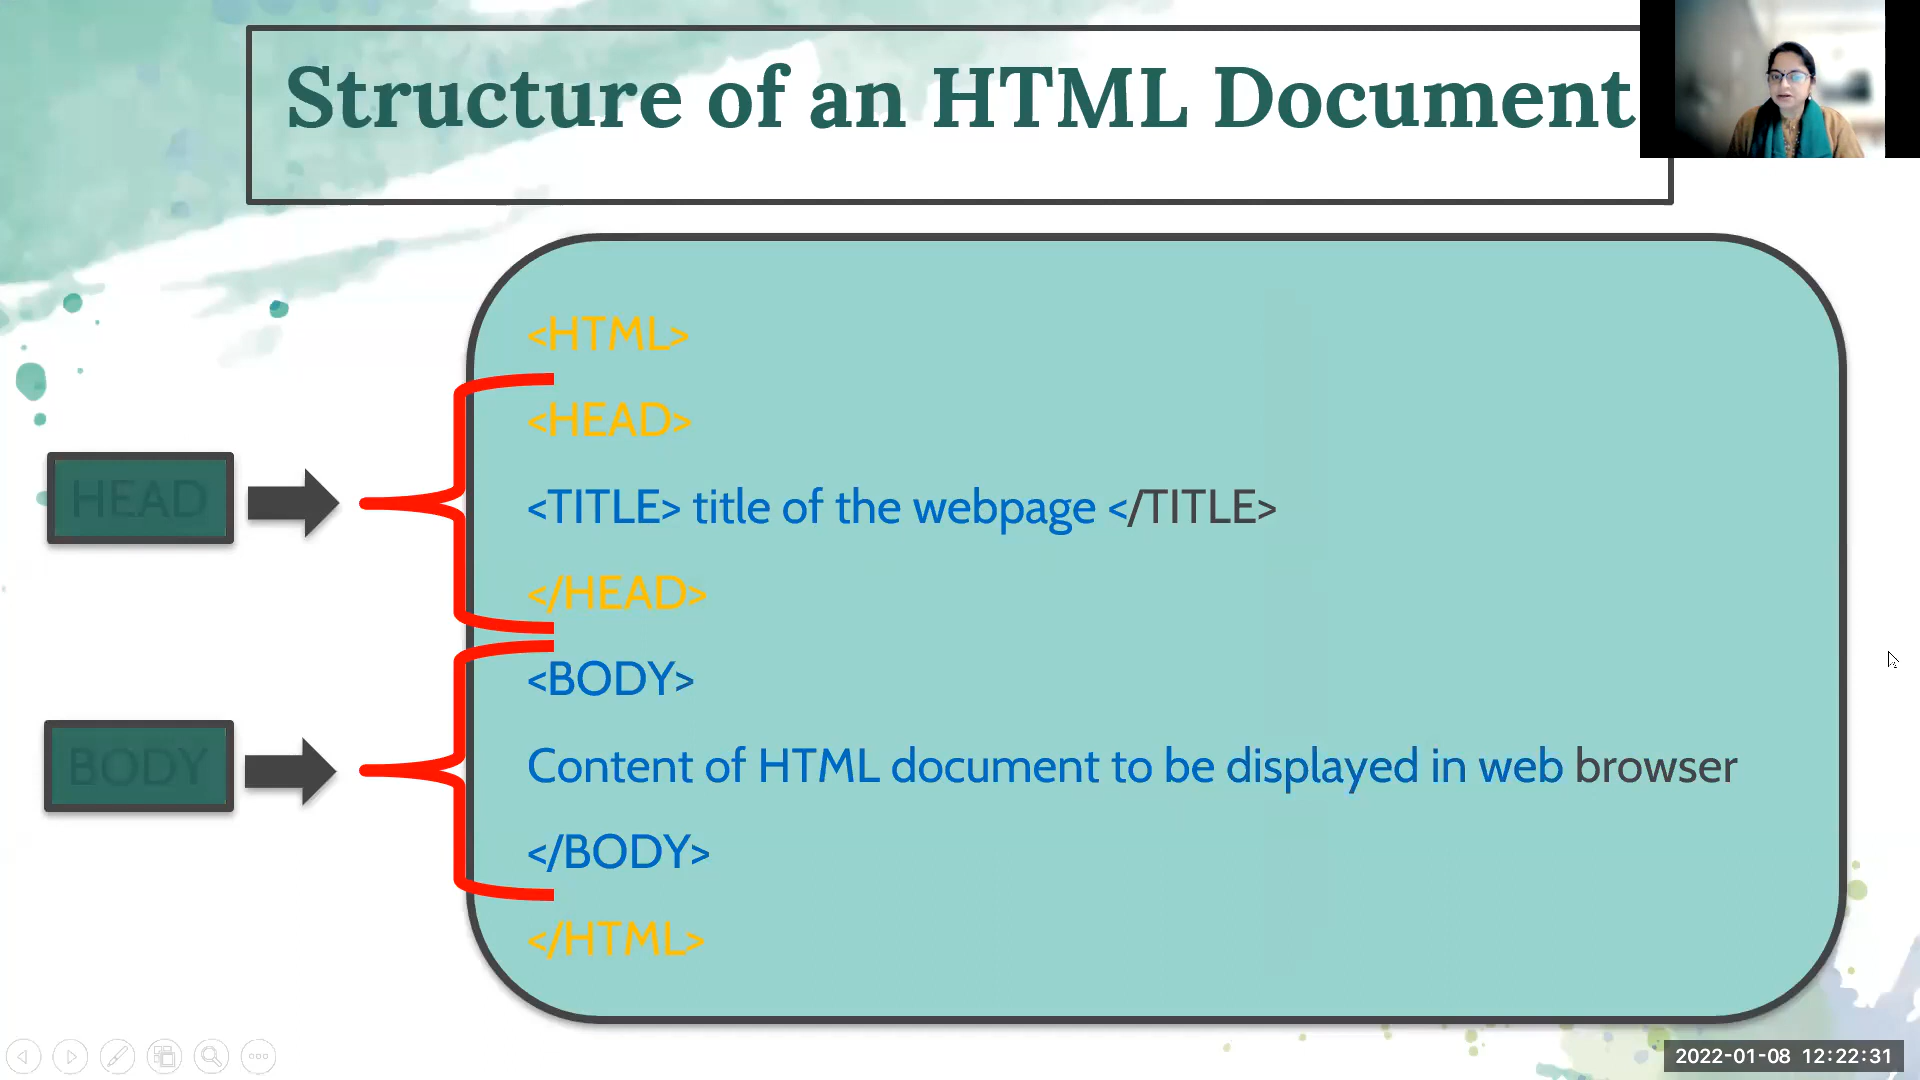 Structure of an HTML Document
<HTML>
<HEAD>
HEAD
<TITLE> title of the webpage </TITLE>
</HEAD>
<BODY>
BODY
Content of HTML document to be displayed in web browser
</BODY>
</HTML>
2022-01-08 12:22:31